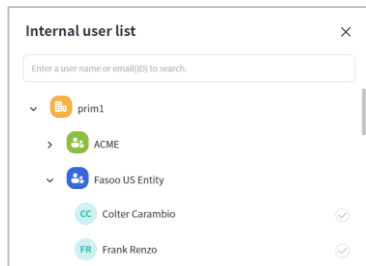 Internal user list
Enter a user name or email(ID) to search.
prim1
ACME
Fasoo US Entity
CC Colter Carambio
FR Frank Renzo